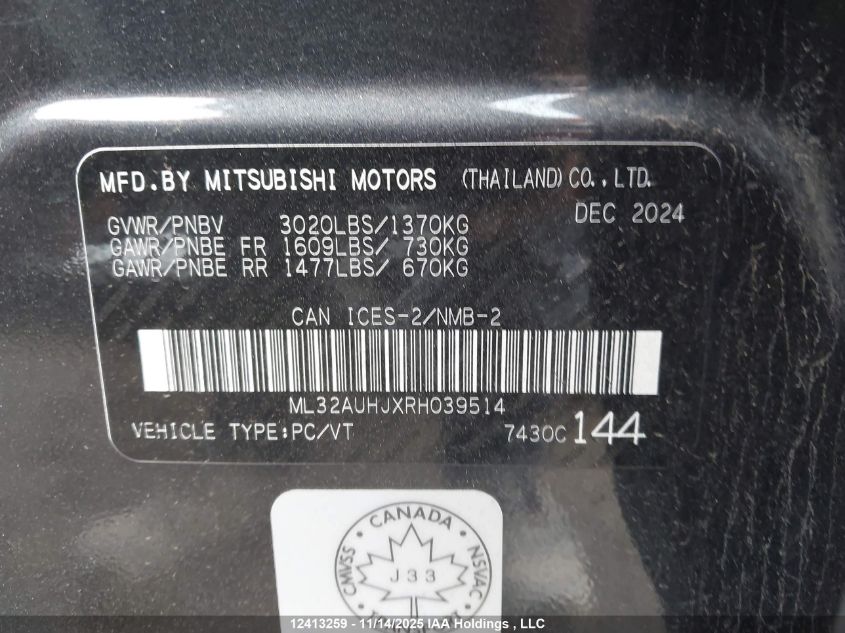 MFD.BY MITSUBISHI MOTORS (THAILAND) CO., LTD.
DEC 2024
GVWR/PNBV 3020LBS/1370KG
GAWR/PNBE FR 1609LBS/ 730KG
GAWR/PNBE RR 1477LBS/ 670KG
CAN ICES-2/NMB-2
ML32AUHJXRH039514
VEHICLE TYPE:PC/VT 7430C 144
CANADA
CMVSS NSVAC
J33
12413259 - 11/14/2025 IAA Holdings , LLC